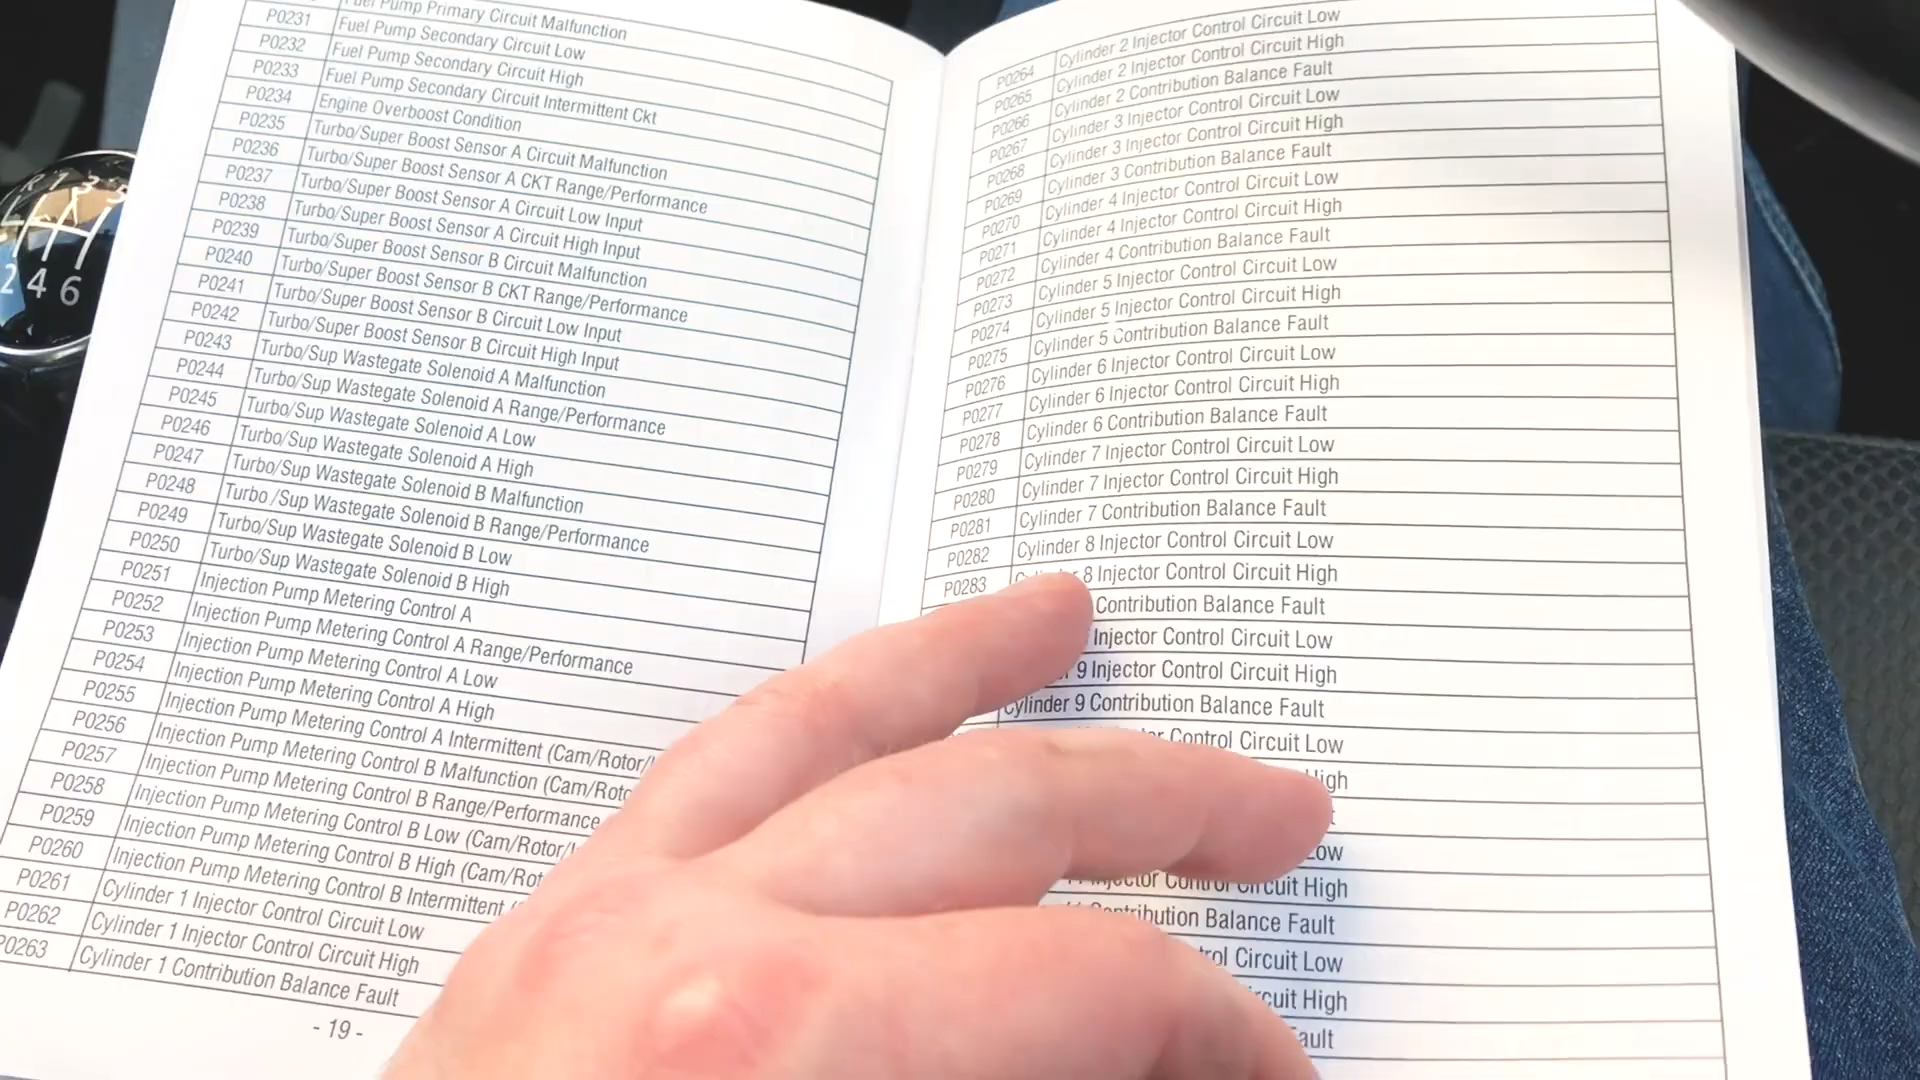 R 1 3 5
2 4 6
Fuel Pump Primary Circuit Malfunction
P0231 Fuel Pump Secondary Circuit Low
P0232 Fuel Pump Secondary Circuit High
P0233 Fuel Pump Secondary Circuit Intermittent Ckt
P0234 Engine Overboost Condition
P0235 Turbo/Super Boost Sensor A Circuit Malfunction
P0236 Turbo/Super Boost Sensor A CKT Range/Performance
P0237 Turbo/Super Boost Sensor A Circuit Low Input
P0238 Turbo/Super Boost Sensor A Circuit High Input
P0239 Turbo/Super Boost Sensor B Circuit Malfunction
P0240 Turbo/Super Boost Sensor B CKT Range/Performance
P0241 Turbo/Super Boost Sensor B Circuit Low Input
P0242 Turbo/Super Boost Sensor B Circuit High Input
P0243 Turbo/Sup Wastegate Solenoid A Malfunction
P0244 Turbo/Sup Wastegate Solenoid A Range/Performance
P0245 Turbo/Sup Wastegate Solenoid A Low
P0246 Turbo/Sup Wastegate Solenoid A High
P0247 Turbo/Sup Wastegate Solenoid B Malfunction
P0248 Turbo /Sup Wastegate Solenoid B Range/Performance
P0249 Turbo/Sup Wastegate Solenoid B Low
P0250 Turbo/Sup Wastegate Solenoid B High
P0251 Injection Pump Metering Control A
P0252 Injection Pump Metering Control A Range/Performance
P0253 Injection Pump Metering Control A Low
P0254 Injection Pump Metering Control A High
P0255 Injection Pump Metering Control A Intermittent (Cam/Rotor/
P0256 Injection Pump Metering Control B Malfunction (Cam/Roto
P0257 Injection Pump Metering Control B Range/Performance
P0258 Injection Pump Metering Control B Low (Cam/Rotor/
P0259 Injection Pump Metering Control B High (Cam/Rot
P0260 Injection Pump Metering Control B Intermittent
P0261 Cylinder 1 Injector Control Circuit Low
P0262 Cylinder 1 Injector Control Circuit High
P0263 Cylinder 1 Contribution Balance Fault
- 19 -
P0264 Cylinder 2 Injector Control Circuit Low
P0265 Cylinder 2 Injector Control Circuit High
P0266 Cylinder 2 Contribution Balance Fault
P0267 Cylinder 3 Injector Control Circuit Low
P0268 Cylinder 3 Injector Control Circuit High
P0269 Cylinder 3 Contribution Balance Fault
P0270 Cylinder 4 Injector Control Circuit Low
P0271 Cylinder 4 Injector Control Circuit High
P0272 Cylinder 4 Contribution Balance Fault
P0273 Cylinder 5 Injector Control Circuit Low
P0274 Cylinder 5 Injector Control Circuit High
P0275 Cylinder 5 Contribution Balance Fault
P0276 Cylinder 6 Injector Control Circuit Low
P0277 Cylinder 6 Injector Control Circuit High
P0278 Cylinder 6 Contribution Balance Fault
P0279 Cylinder 7 Injector Control Circuit Low
P0280 Cylinder 7 Injector Control Circuit High
P0281 Cylinder 7 Contribution Balance Fault
P0282 Cylinder 8 Injector Control Circuit Low
P0283 Cylinder 8 Injector Control Circuit High
Contribution Balance Fault
Injector Control Circuit Low
9 Injector Control Circuit High
Cylinder 9 Contribution Balance Fault
Control Circuit Low
High
Low
Injector Control Circuit High
Contribution Balance Fault
Circuit Low
Circuit High
Fault